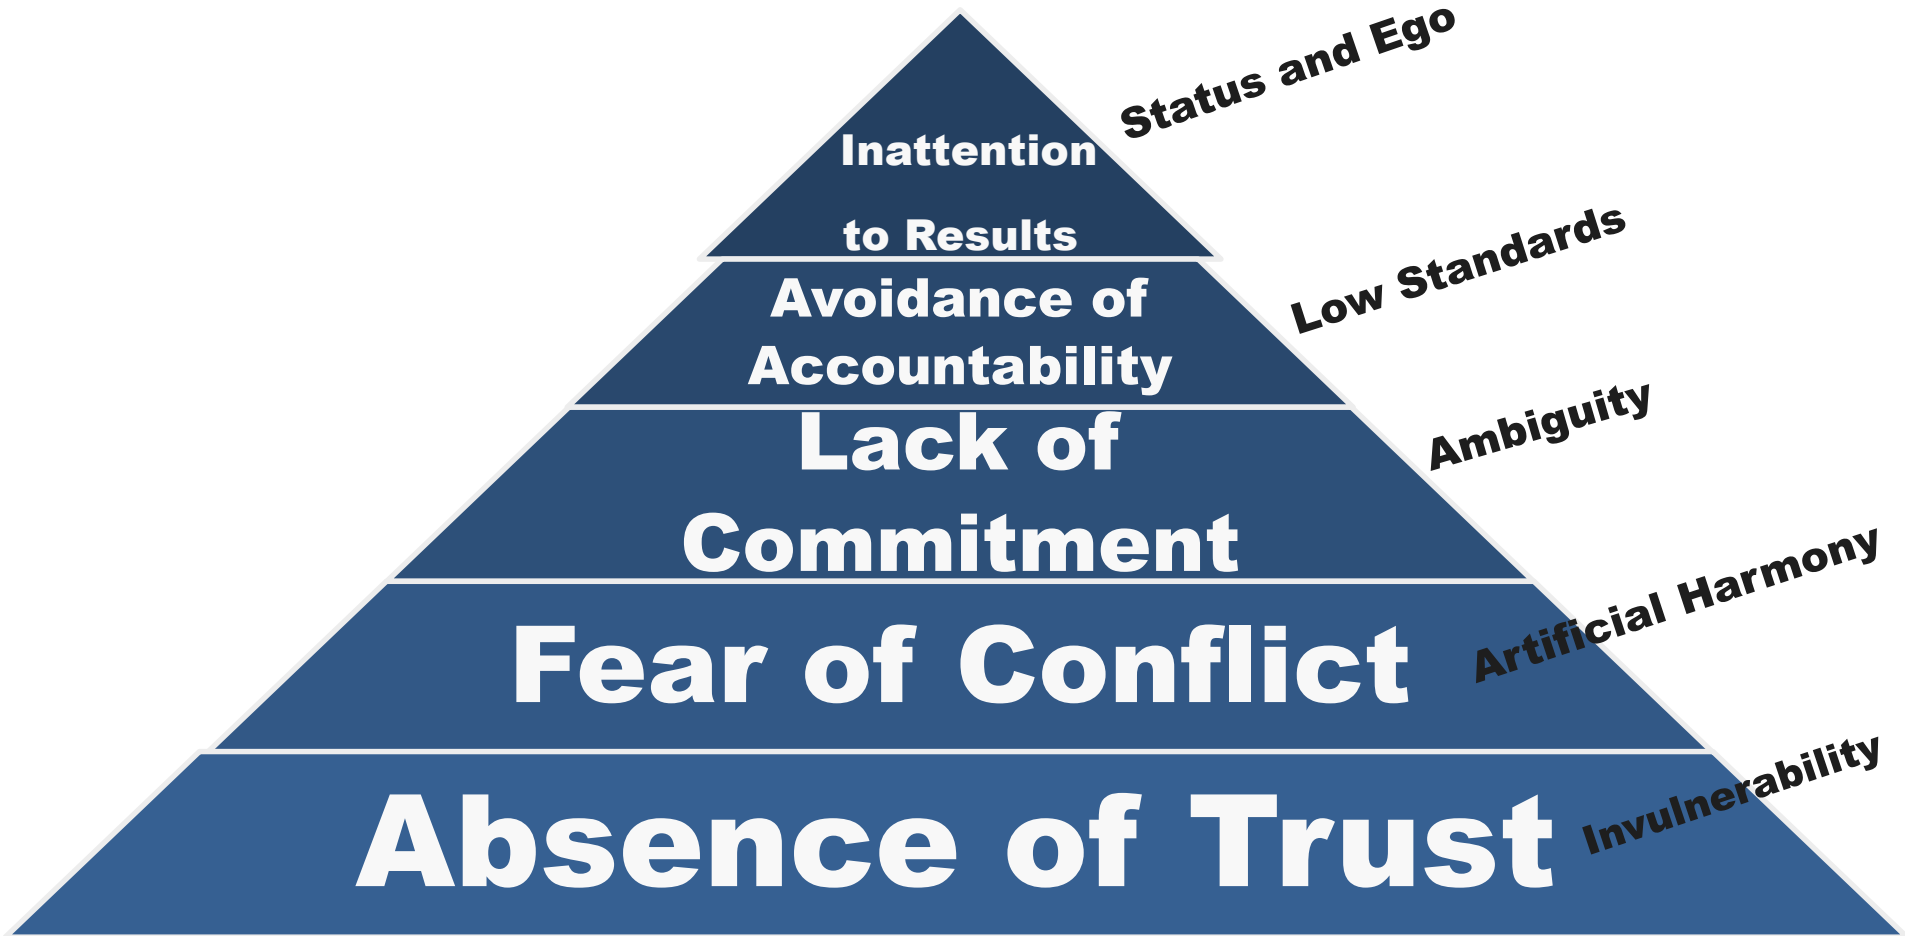 Status and Ego
Inattention
to Results
Low Standards
Avoidance of
Accountability
Ambiguity
Lack of
Commitment
Artificial Harmony
Fear of Conflict
Invulnerability
Absence of Trust